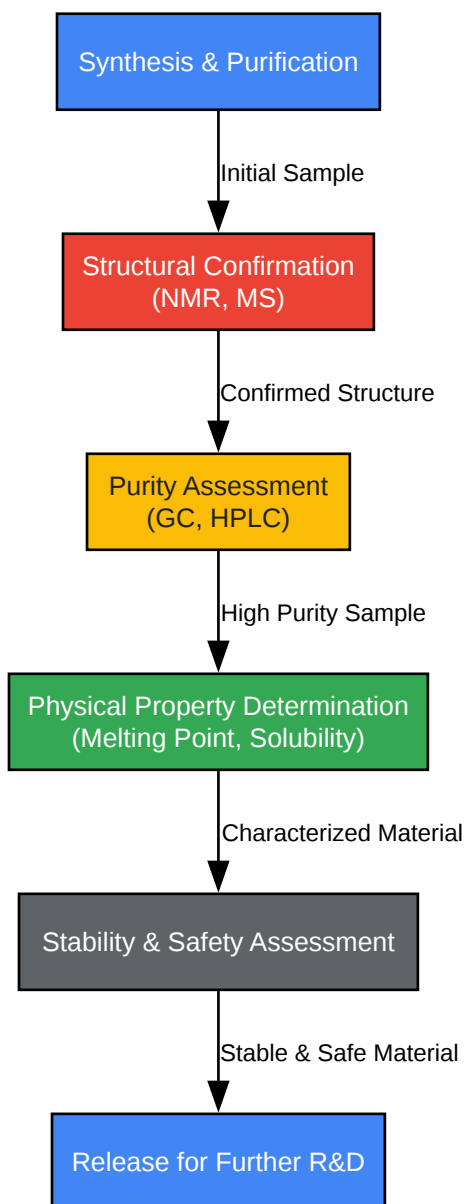 Synthesis & Purification
Initial Sample
Structural Confirmation
(NMR, MS)
Confirmed Structure
Purity Assessment
(GC, HPLC)
High Purity Sample
Physical Property Determination
(Melting Point, Solubility)
Characterized Material
Stability & Safety Assessment
Stable & Safe Material
Release for Further R&D